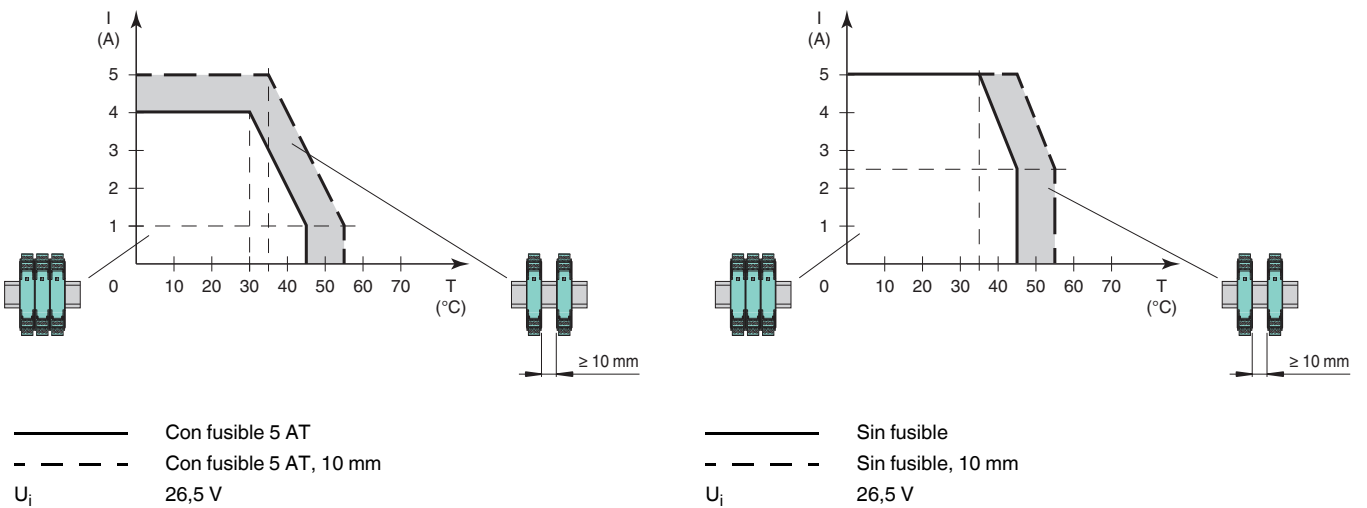 I
(A)
5
4
3
2
1
0
10 20 30 40 50 60 70 T
(°C)
≥ 10 mm
Con fusible 5 AT
Con fusible 5 AT, 10 mm
Ui 26,5 V
I
(A)
5
4
3
2
1
0
10 20 30 40 50 60 70 T
(°C)
≥ 10 mm
Sin fusible
Sin fusible, 10 mm
Ui 26,5 V